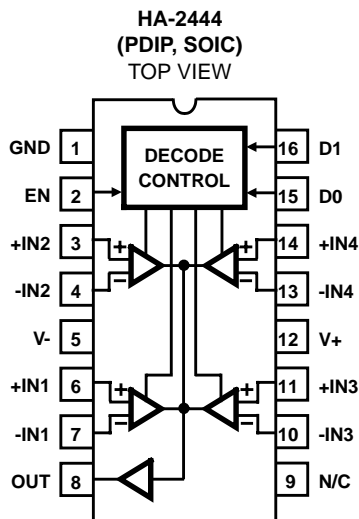 HA-2444
(PDIP, SOIC)
TOP VIEW
GND 1 16 D1
DECODE
CONTROL
EN 2 15 D0
+IN2 3 + + 14 +IN4
-IN2 4 – – 13 -IN4
V- 5 12 V+
+IN1 6 + + 11 +IN3
-IN1 7 – – 10 -IN3
OUT 8 9 N/C